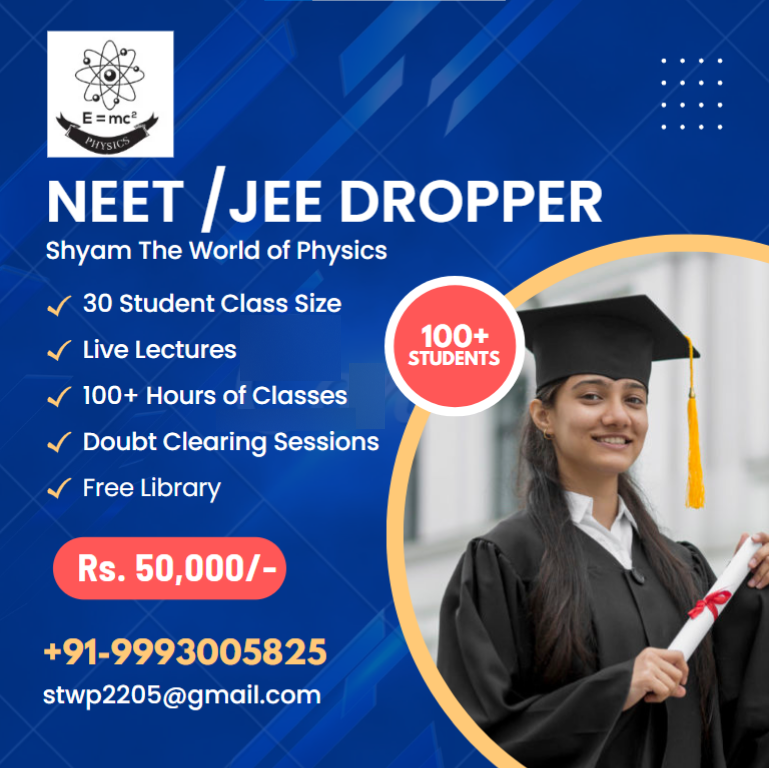 E=mc²
PHYSICS
NEET /JEE DROPPER
Shyam The World of Physics
30 Student Class Size
Live Lectures
100+ Hours of Classes
Doubt Clearing Sessions
Free Library
100+
STUDENTS
Rs. 50,000/-
+91-9993005825
stwp2205@gmail.com